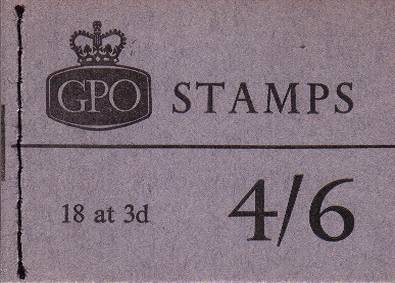 GPO STAMPS
18 at 3d 4/6